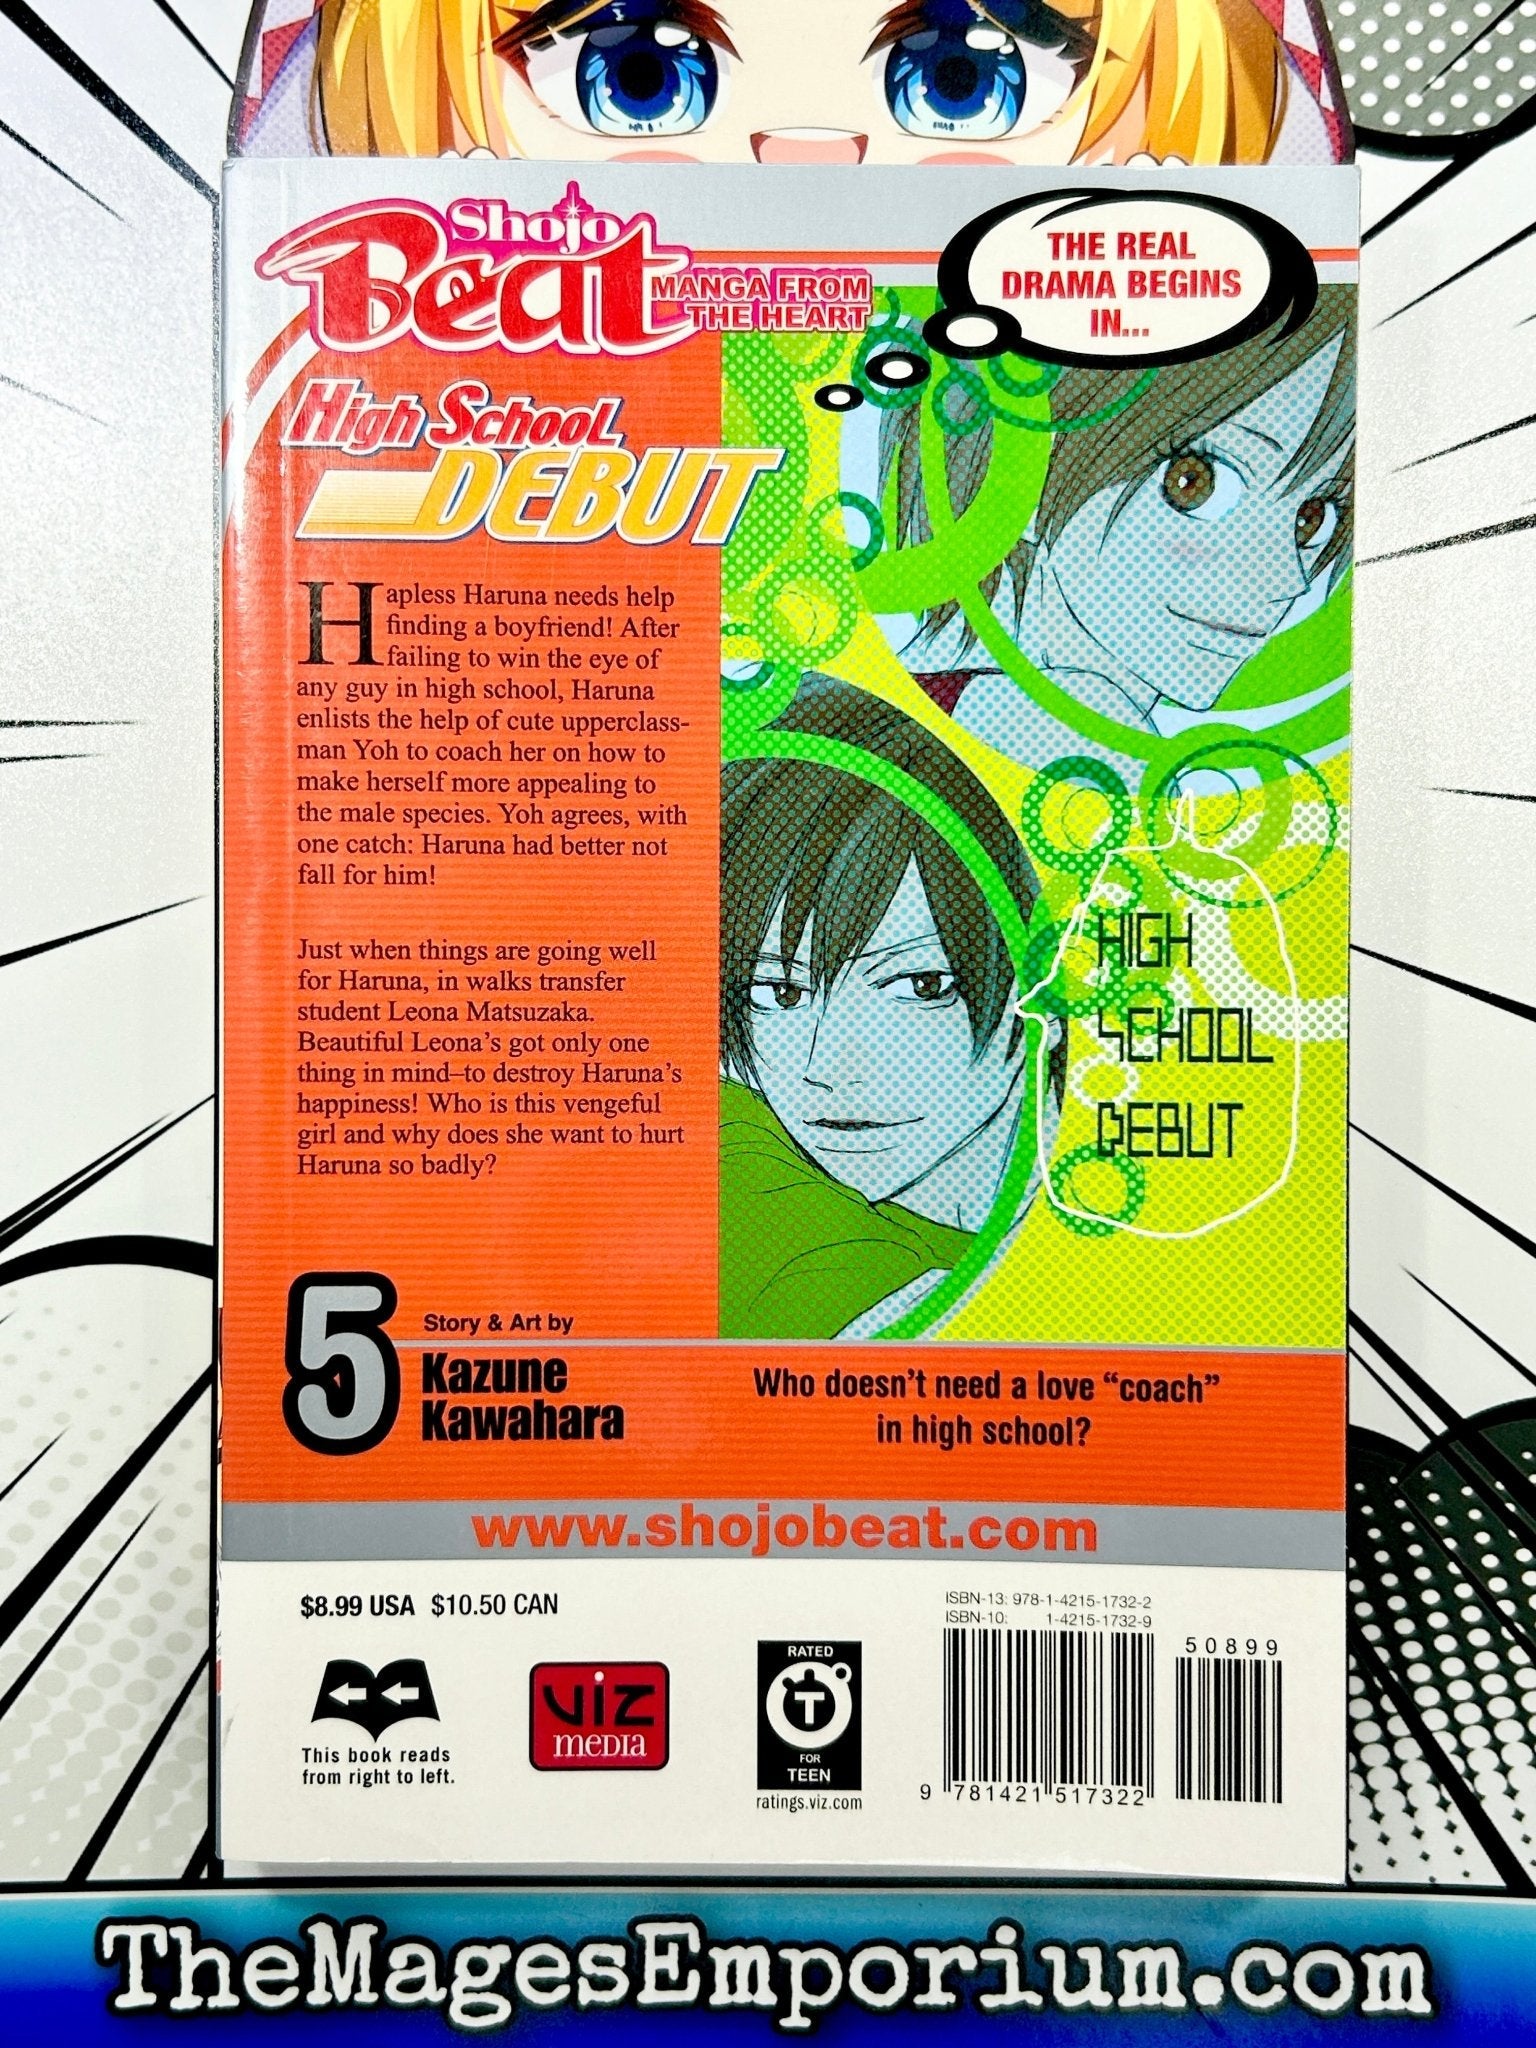 Shojo
Beat
MANGA FROM
THE HEART
THE REAL
DRAMA BEGINS
IN...
High School
DEBUT
Hapless Haruna needs help
finding a boyfriend! After
failing to win the eye of
any guy in high school, Haruna
enlists the help of cute upperclass-
man Yoh to coach her on how to
make herself more appealing to
the male species. Yoh agrees, with
one catch: Haruna had better not
fall for him!
Just when things are going well
for Haruna, in walks transfer
student Leona Matsuzaka.
Beautiful Leona's got only one
thing in mind–to destroy Haruna's
happiness! Who is this vengeful
girl and why does she want to hurt
Haruna so badly?
HIGH
SCHOOL
DEBUT
5
Story & Art by
Kazune
Kawahara
Who doesn't need a love “coach”
in high school?
www.shojobeat.com
$8.99 USA $10.50 CAN
ISBN-13: 978-1-4215-1732-2
ISBN-10: 1-4215-1732-9
50899
9 781421 517322
This book reads
from right to left.
VIZ
MEDIA
RATED
T
FOR
TEEN
ratings.viz.com
TheMagesEmporium.com